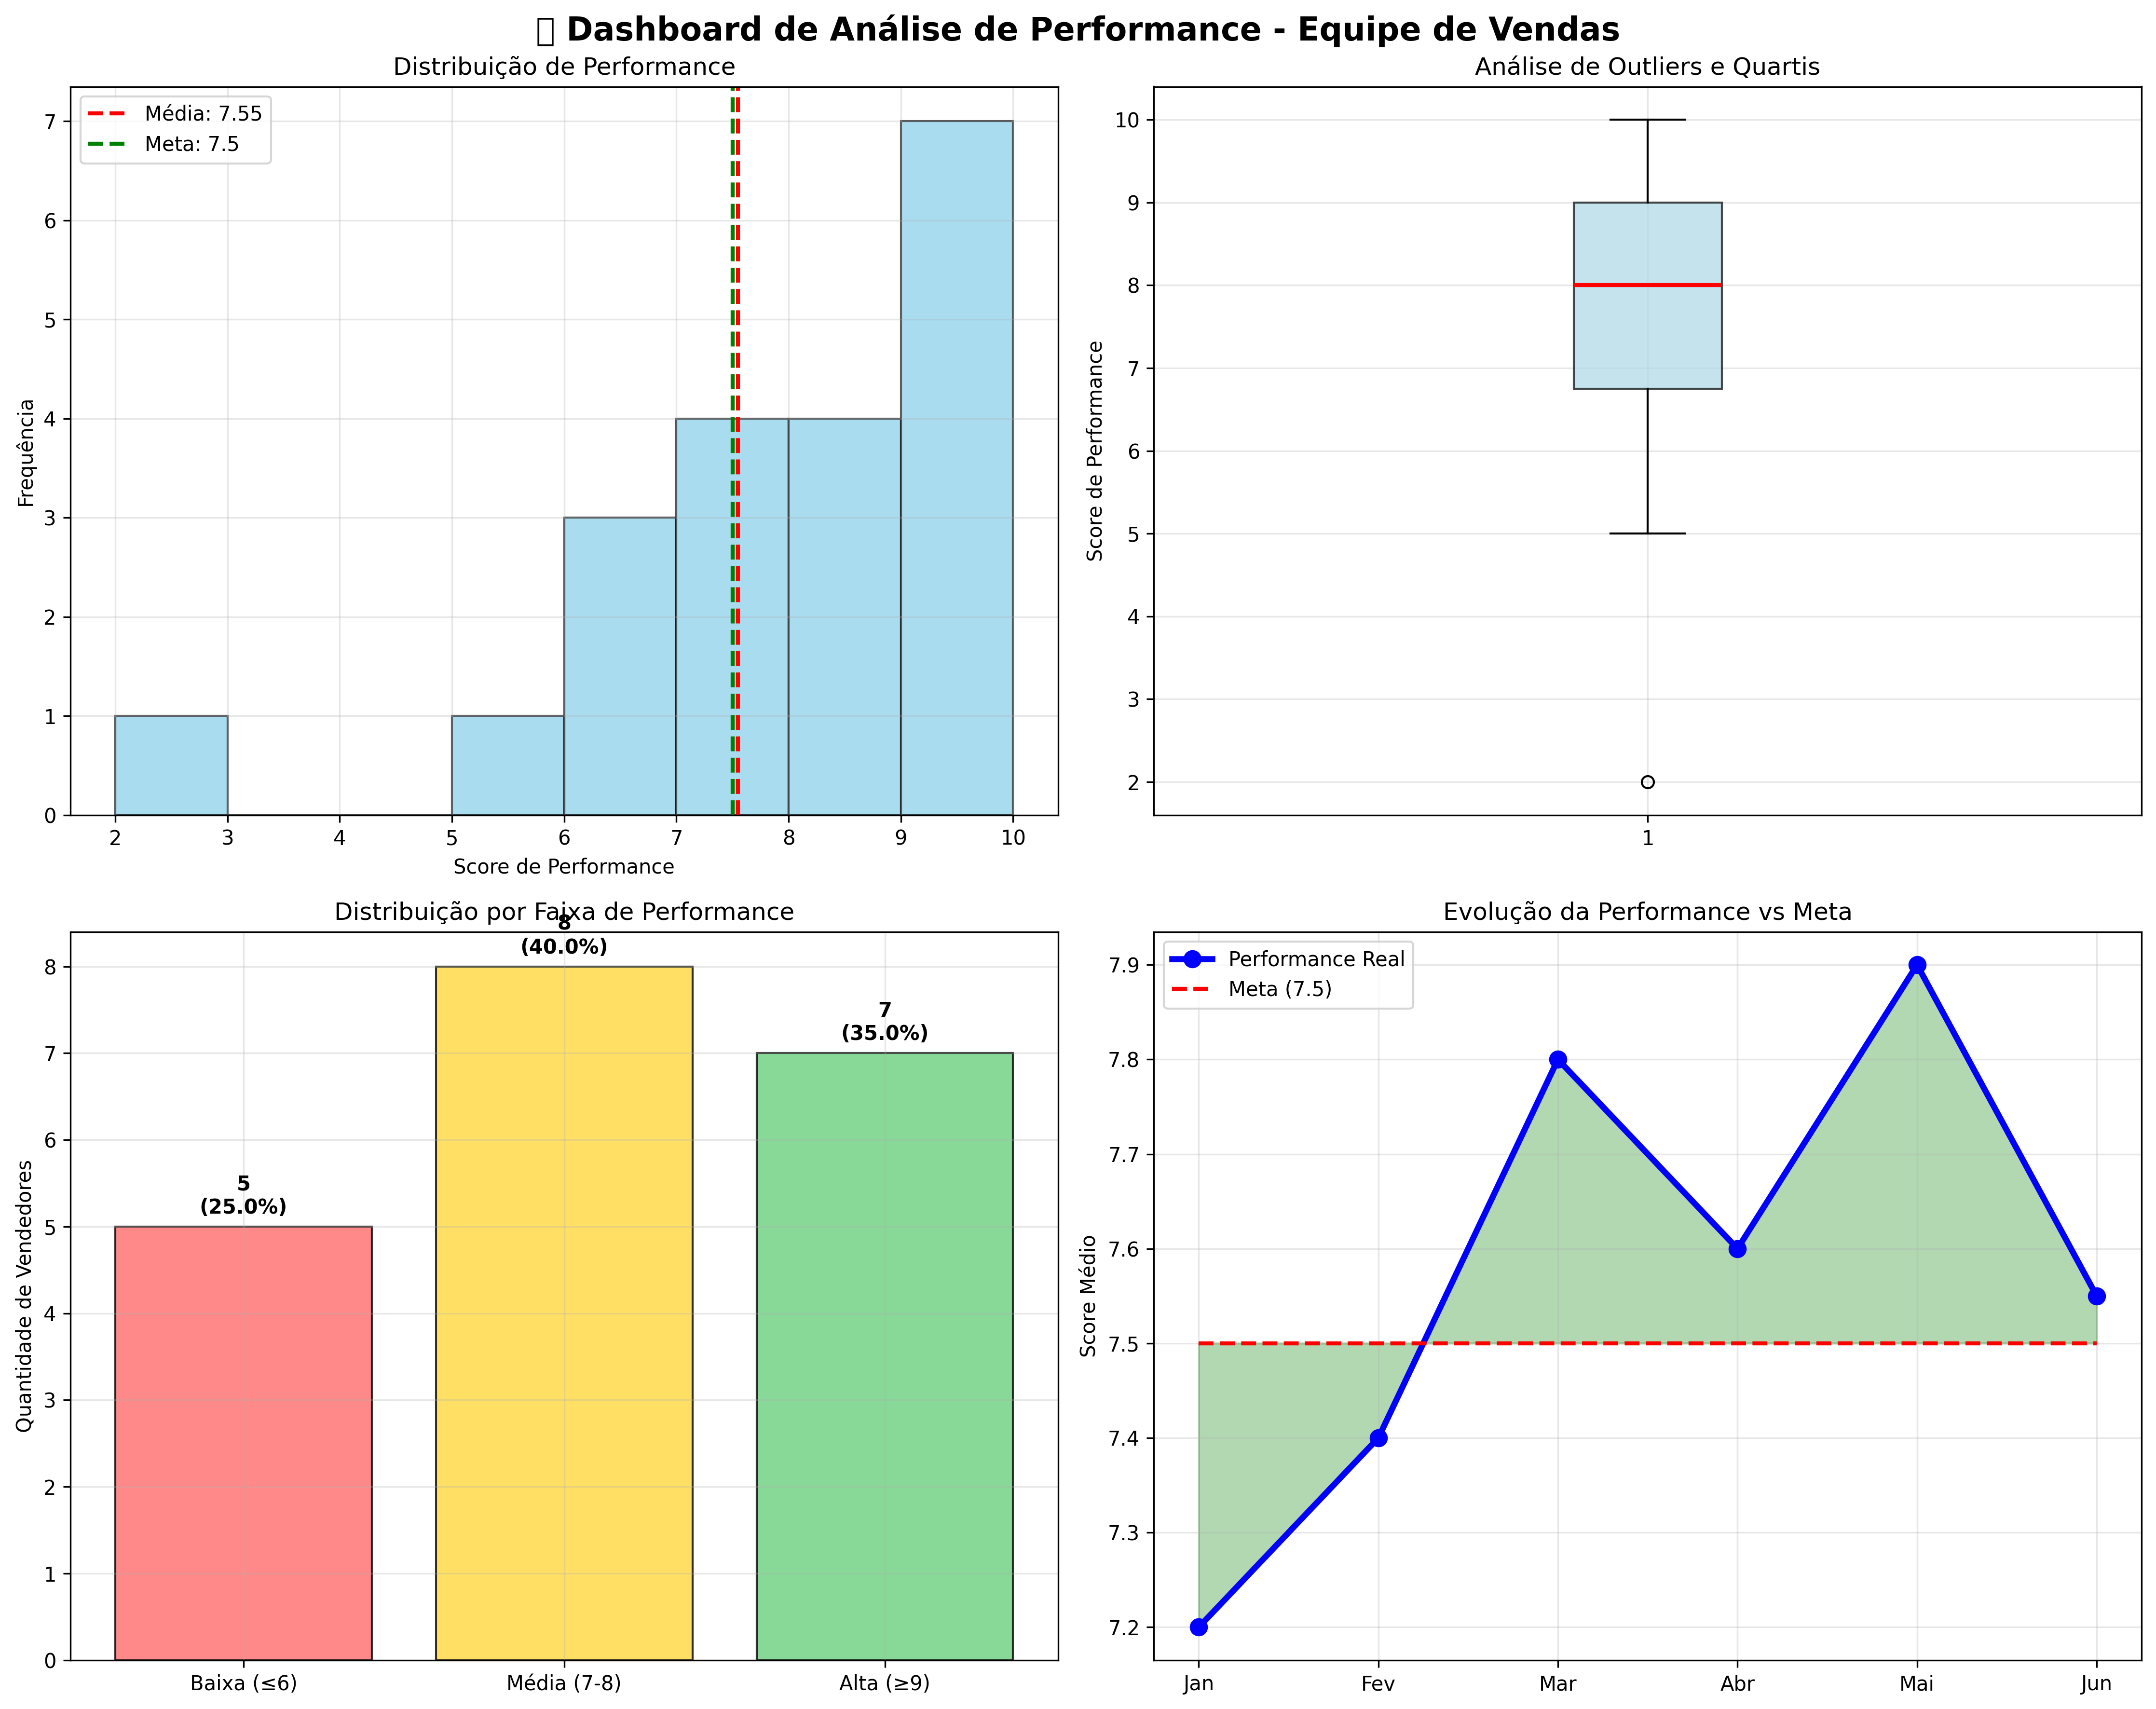 Dashboard de Análise de Performance - Equipe de Vendas
Distribuição de Performance
Média: 7.55
Meta: 7.5
Frequência
7
6
5
4
3
2
1
0
2 3 4 5 6 7 8 9 10
Score de Performance
Análise de Outliers e Quartis
Score de Performance
10
9
8
7
6
5
4
3
2
1
Distribuição por Faixa de Performance
Quantidade de Vendedores
8
7
6
5
4
3
2
1
0
5
(25.0%)
8
(40.0%)
7
(35.0%)
Baixa (≤6) Média (7-8) Alta (≥9)
Evolução da Performance vs Meta
Performance Real
Meta (7.5)
Score Médio
7.9
7.8
7.7
7.6
7.5
7.4
7.3
7.2
Jan Fev Mar Abr Mai Jun